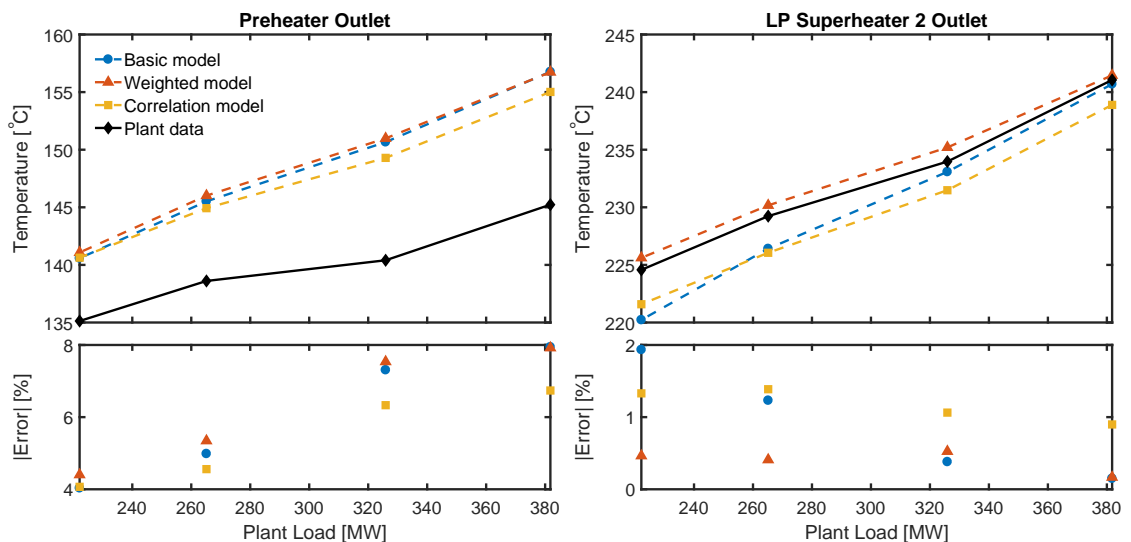 Preheater Outlet
LP Superheater 2 Outlet
160
155
150
145
140
135
Temperature [°C]
Basic model
Weighted model
Correlation model
Plant data
245
240
235
230
225
220
Temperature [°C]
8
6
4
|Error| [%]
240 260 280 300 320 340 360 380
Plant Load [MW]
2
1
0
|Error| [%]
240 260 280 300 320 340 360 380
Plant Load [MW]